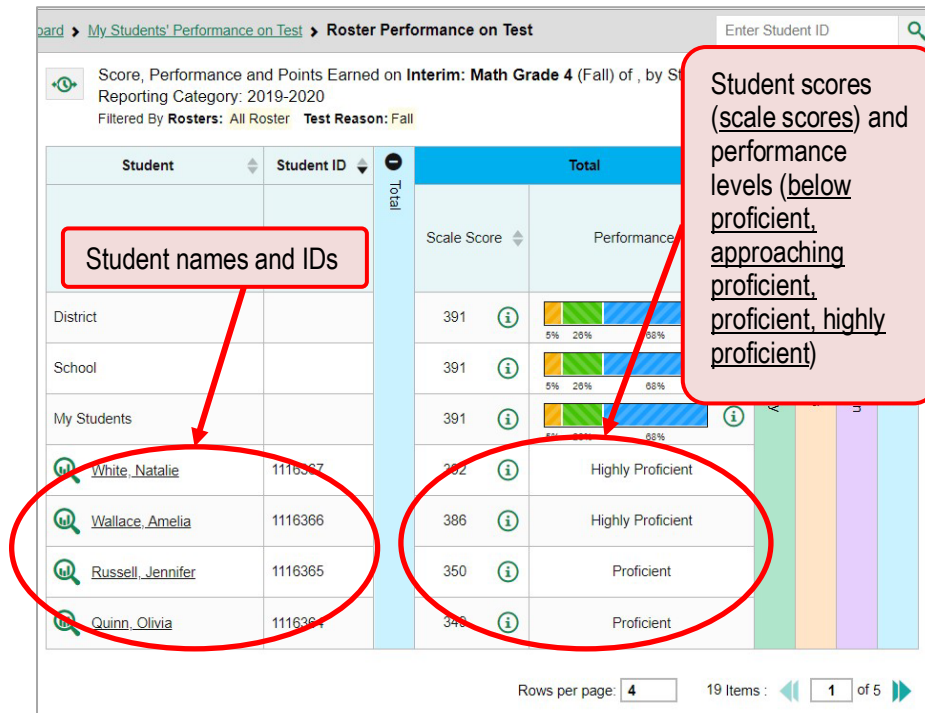 oard > My Students' Performance on Test > Roster Performance on Test
Enter Student ID
Score, Performance and Points Earned on Interim: Math Grade 4 (Fall) of , by St
Reporting Category: 2019-2020
Filtered By Rosters: All Roster Test Reason: Fall
Student scores
(scale scores) and
performance
levels (below
proficient,
approaching
proficient,
proficient, highly
proficient)
Student
Student ID
Total
Total
Scale Score
Performance
Student names and IDs
District
391
5% 26% 68%
School
391
5% 26% 68%
My Students
391
68%
White, Natalie 1116367
Highly Proficient
Wallace, Amelia 1116366 386 Highly Proficient
Russell, Jennifer 1116365 350 Proficient
Quinn, Olivia 1116364
Proficient
Rows per page: 4
19 Items : 1 of 5